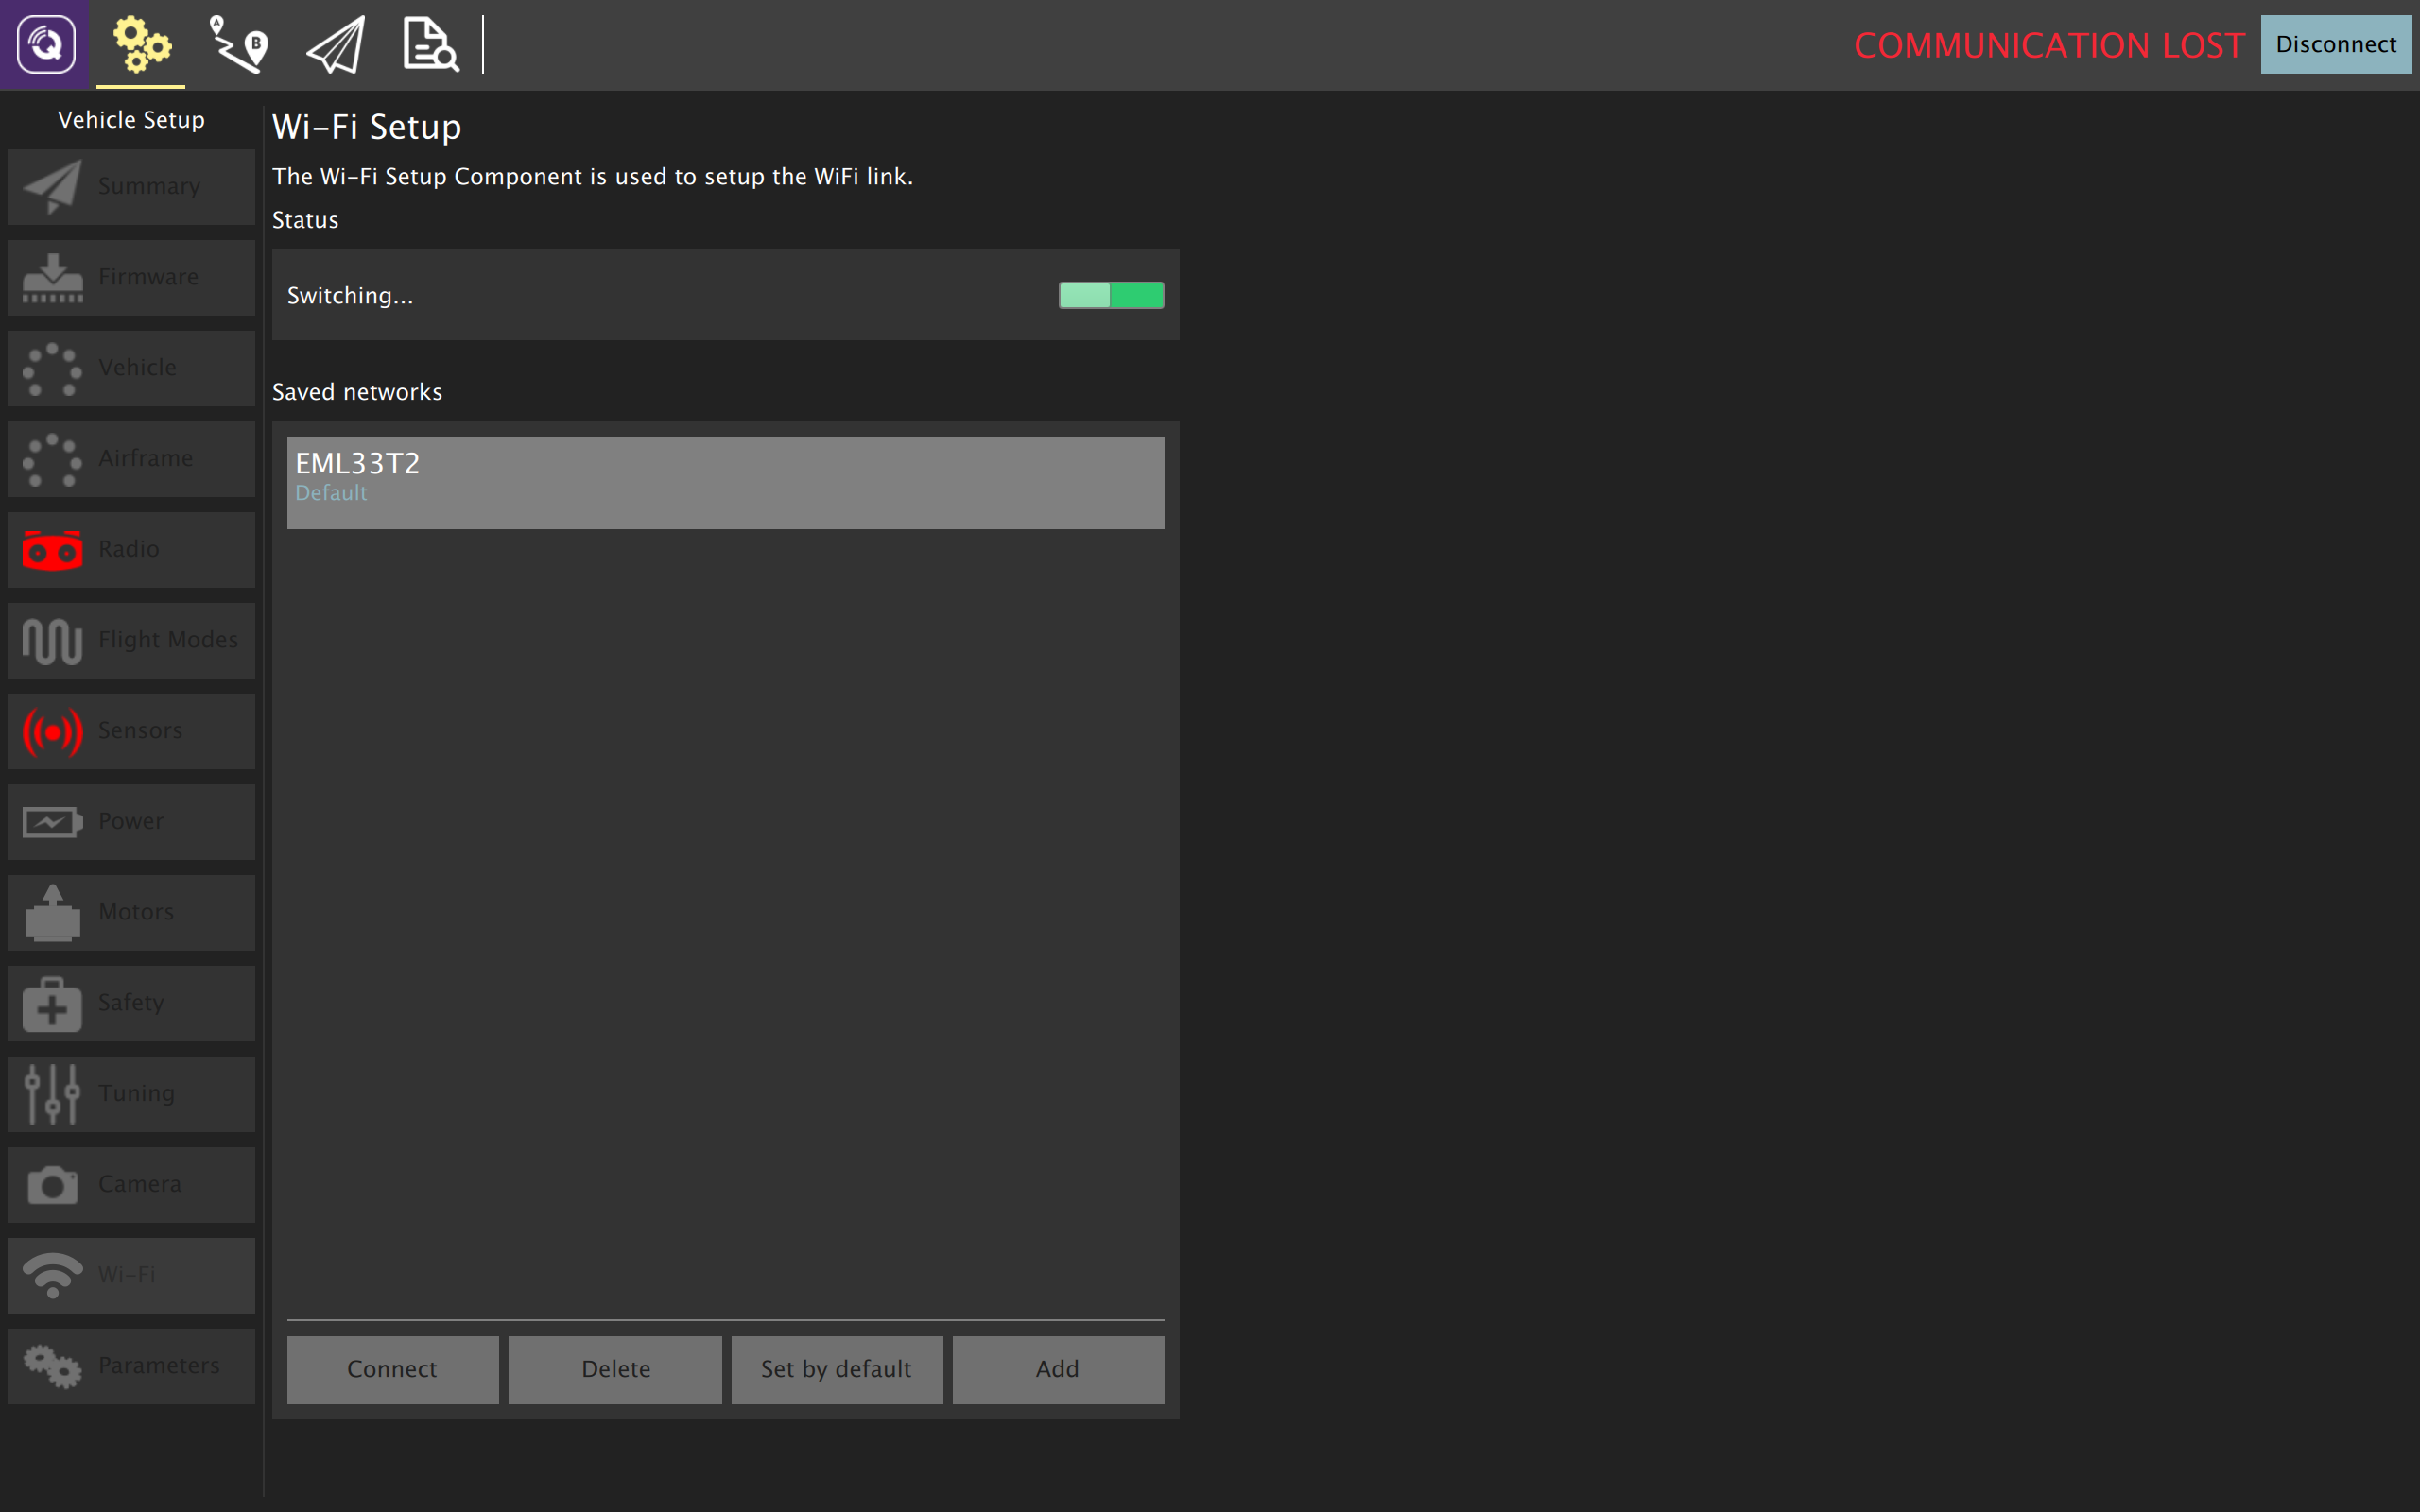 A
B
COMMUNICATION LOST
Disconnect
Vehicle Setup
Summary
Firmware
Vehicle
Airframe
Radio
Flight Modes
Sensors
Power
Motors
Safety
Tuning
Camera
Wi-Fi
Parameters
Wi-Fi Setup
The Wi-Fi Setup Component is used to setup the WiFi link.
Status
Switching...
Saved networks
EML33T2
Default
Connect
Delete
Set by default
Add